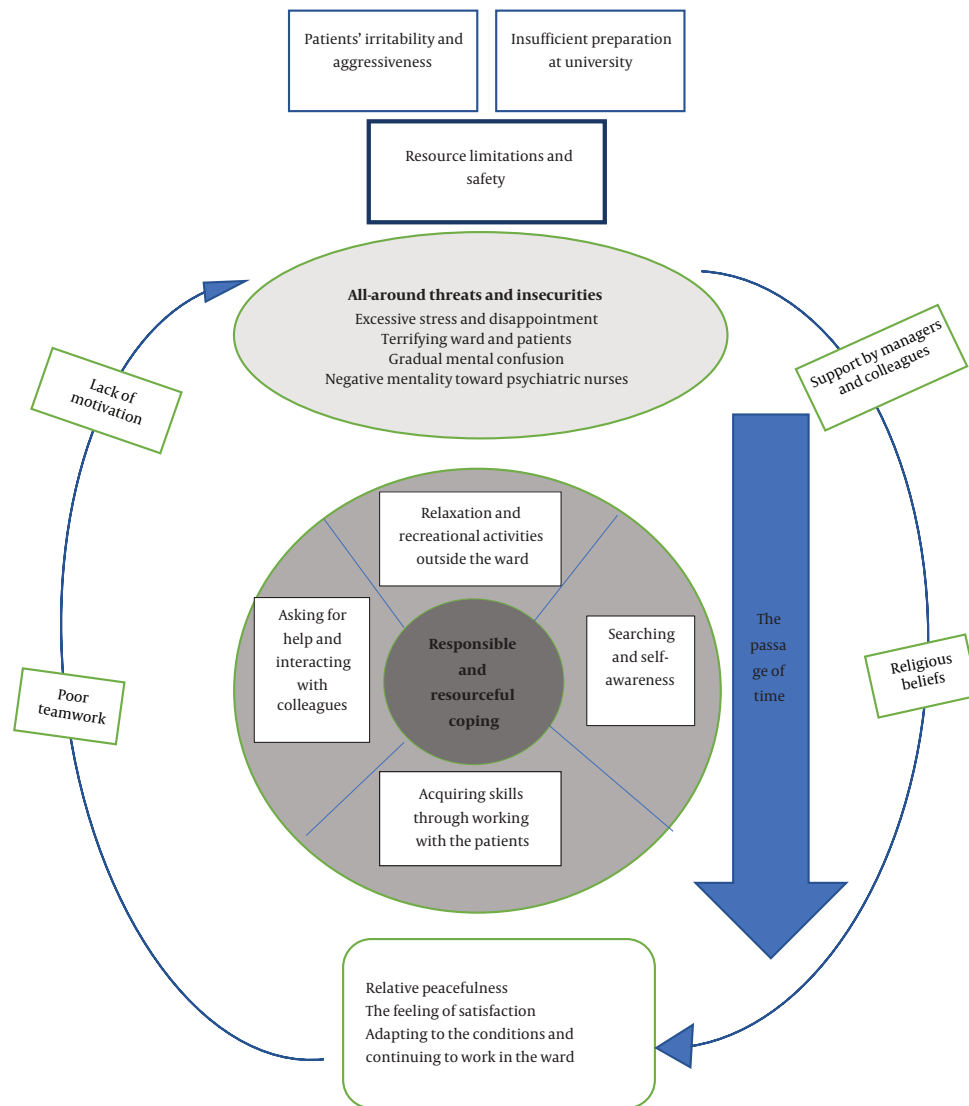 Patients’ irritability and
aggressiveness
Insufficient preparation
at university
Resource limitations and
safety
All-around threats and insecurities
Excessive stress and disappointment
Terrifying ward and patients
Gradual mental confusion
Negative mentality toward psychiatric nurses
Lack of
motivation
Support by managers
and colleagues
Relaxation and
recreational activities
outside the ward
Asking for
help and
interacting
with
colleagues
Responsible
and
resourceful
coping
Searching
and self-
awareness
The
passa
ge of
time
Poor
teamwork
Religious
beliefs
Acquiring skills
through working
with the patients
Relative peacefulness
The feeling of satisfaction
Adapting to the conditions and
continuing to work in the ward